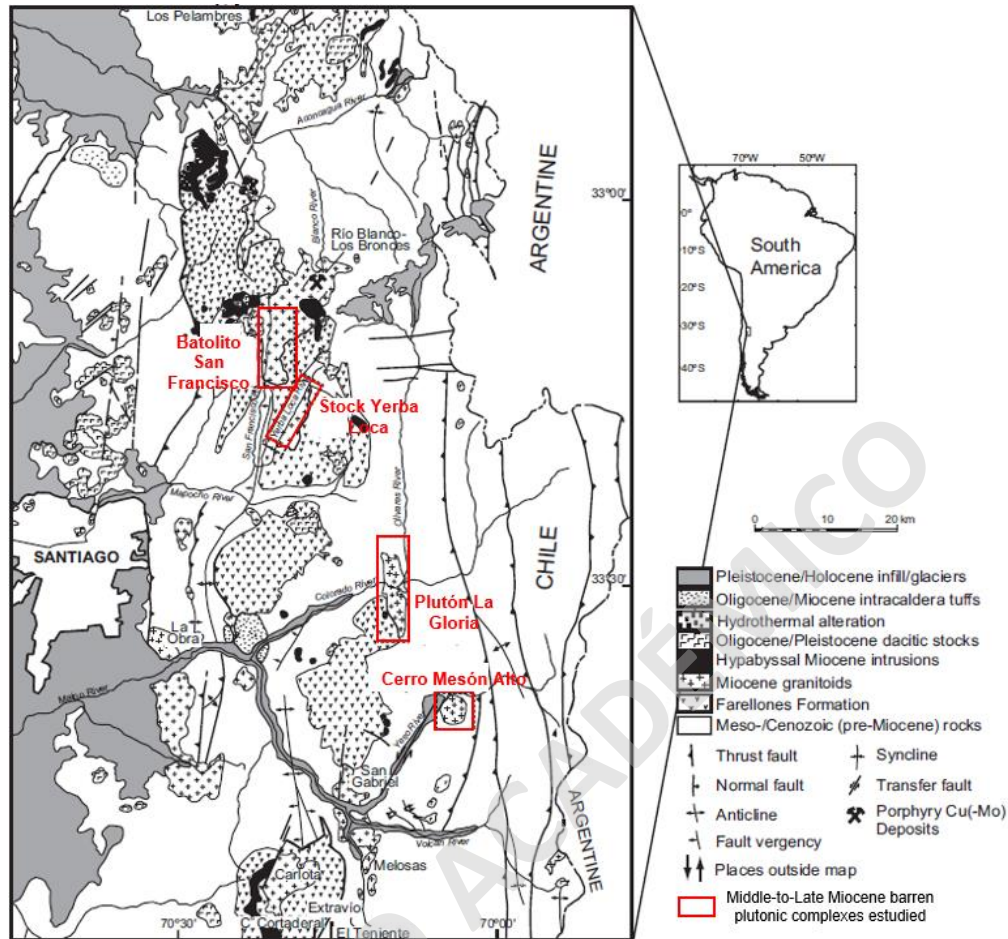 Los Pelambres
Aconcagua River
70°W 50°W
33°00'
ARGENTINE
Blanco River
Río Blanco-
Los Bronces
0°
10°S
20°S
30°S
40°S
South
America
Batolito
San
Francisco
Stock Yerba
Loca
San Francisco
Yerba Loca
Olivares River
Mapocho River
0 10 20 km
SANTIAGO
CHILE
33°30'
Colorado River
La
Obra
Plutón La
Gloria
Cerro Mesón Alto
Maipo River
Yeso River
San
Gabriel
ARGENTINE
Volcan River
Melosas
Carlota
Extravío
70°30'
C. Cortaderal
El Teniente
70°00'
Pleistocene/Holocene infill/glaciers
Oligocene/Miocene intracaldera tuffs
Hydrothermal alteration
Oligocene/Pleistocene dacitic stocks
Hypabyssal Miocene intrusions
Miocene granitoids
Farellones Formation
Meso-/Cenozoic (pre-Miocene) rocks
Thrust fault Syncline
Normal fault Transfer fault
Anticline Porphyry Cu(-Mo)
Deposits
Fault vergency
Places outside map
Middle-to-Late Miocene barren
plutonic complexes estudied
O ACADÉMICO